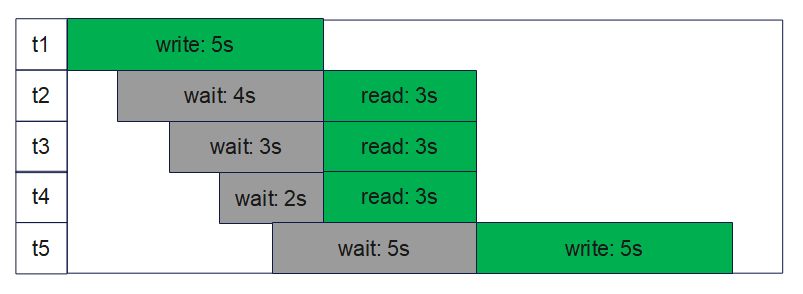 t1 write: 5s
t2 wait: 4s read: 3s
t3 wait: 3s read: 3s
t4 wait: 2s read: 3s
t5 wait: 5s write: 5s